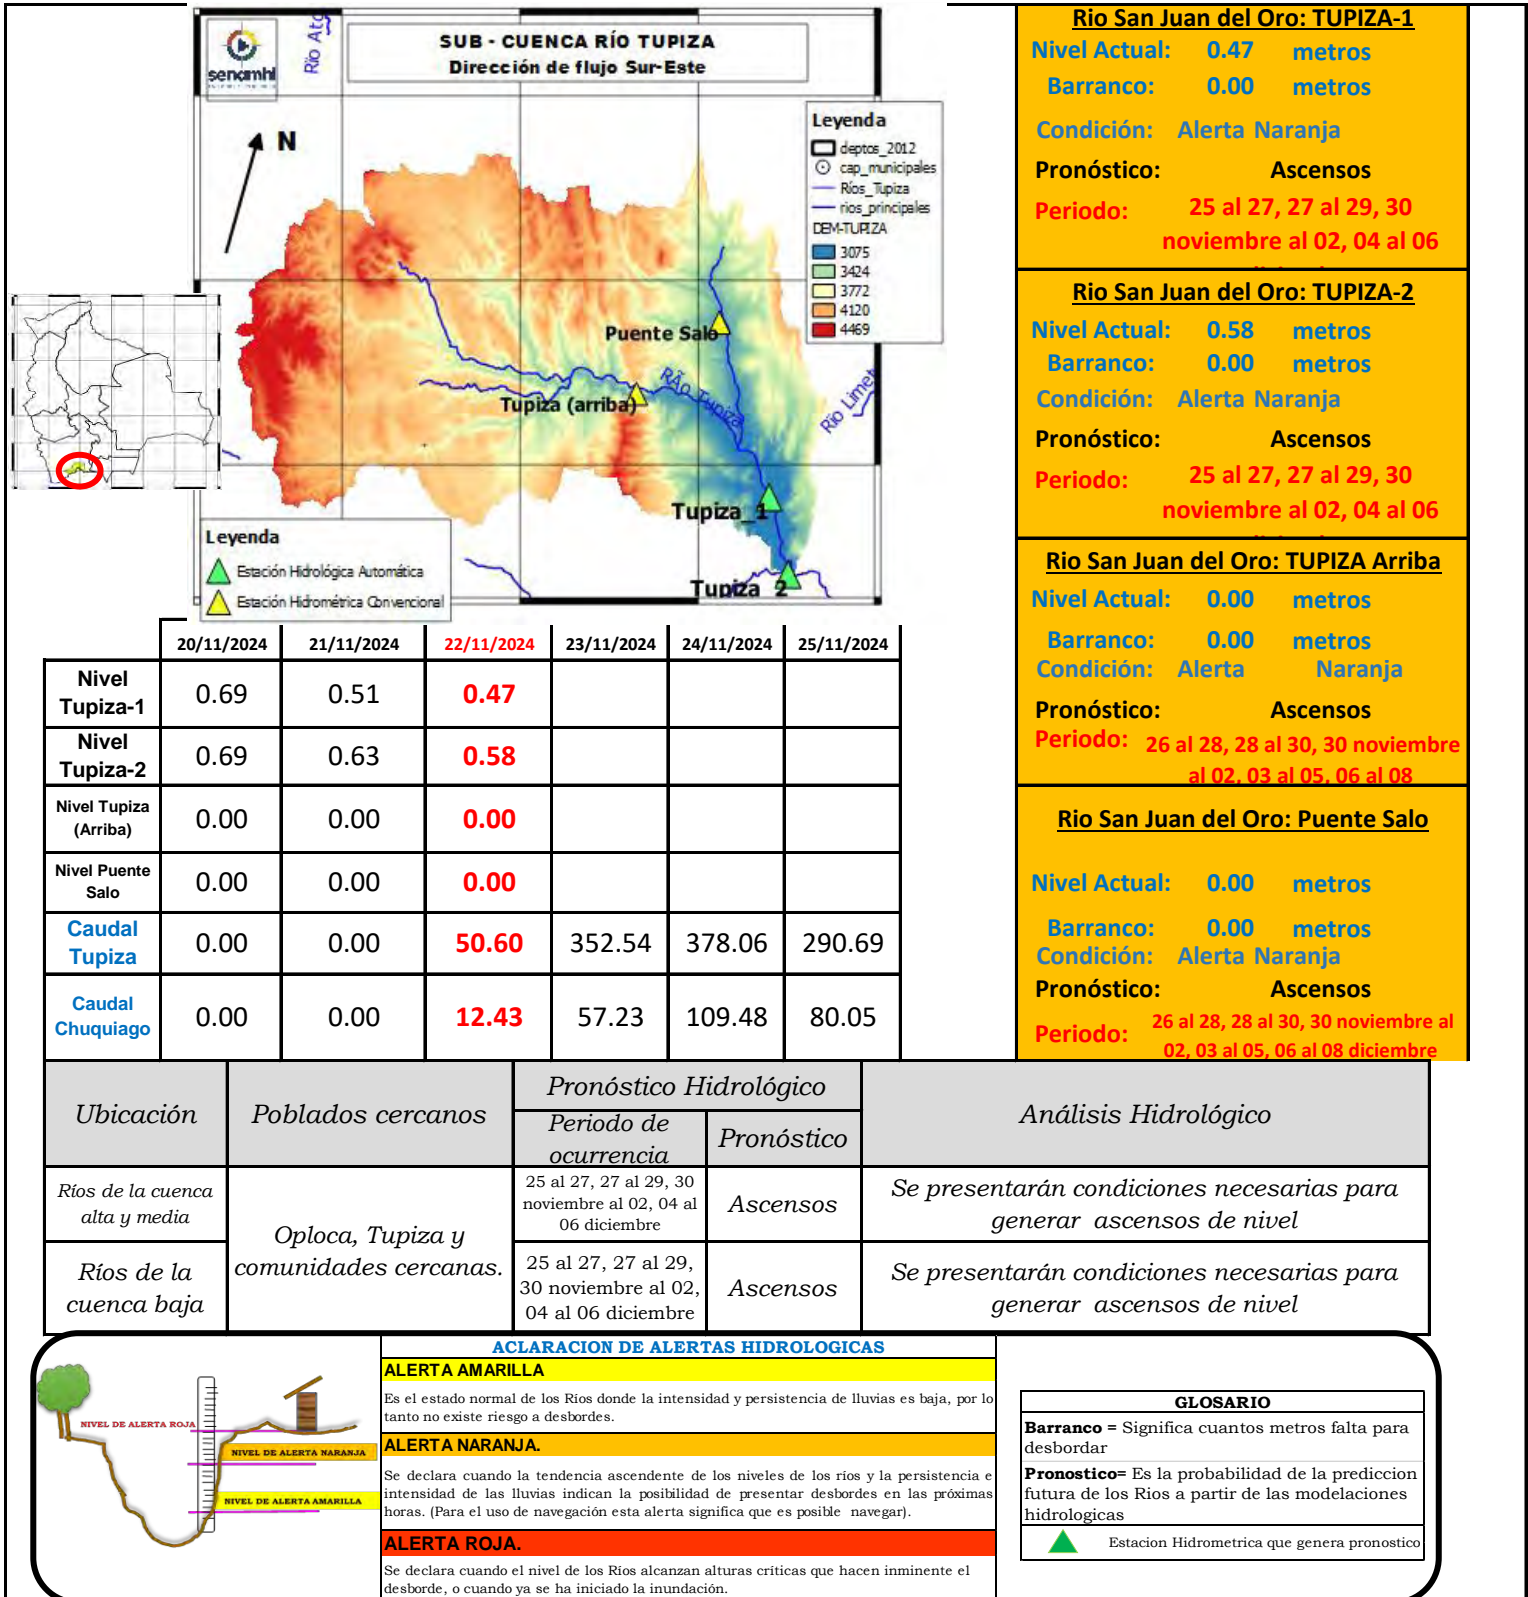 senamhi
Río Ato
SUB - CUENCA RÍO TUPIZA
Dirección de flujo Sur-Este
N
Leyenda
deptos_2012
cap_municipales
Ríos_Tupiza
rios_principales
DEM-TUPIZA
3075
3424
3772
4120
4469
Puente Salo
RÃo Tupiza
Tupiza (arriba)
Rio Limet
Tupiza_1
Tupiza_2
Leyenda
Estación Hidrológica Automática
Estación Hidrométrica Convencional
Rio San Juan del Oro: TUPIZA-1
Nivel Actual: 0.47 metros
Barranco: 0.00 metros
Condición: Alerta Naranja
Pronóstico: Ascensos
Periodo: 25 al 27, 27 al 29, 30
noviembre al 02, 04 al 06
Rio San Juan del Oro: TUPIZA-2
Nivel Actual: 0.58 metros
Barranco: 0.00 metros
Condición: Alerta Naranja
Pronóstico: Ascensos
Periodo: 25 al 27, 27 al 29, 30
noviembre al 02, 04 al 06
Rio San Juan del Oro: TUPIZA Arriba
Nivel Actual: 0.00 metros
Barranco: 0.00 metros
Condición: Alerta Naranja
Pronóstico: Ascensos
Periodo: 26 al 28, 28 al 30, 30 noviembre
al 02, 03 al 05, 06 al 08
Rio San Juan del Oro: Puente Salo
Nivel Actual: 0.00 metros
Barranco: 0.00 metros
Condición: Alerta Naranja
Pronóstico: Ascensos
Periodo: 26 al 28, 28 al 30, 30 noviembre al
02, 03 al 05, 06 al 08 diciembre
20/11/2024 21/11/2024 22/11/2024 23/11/2024 24/11/2024 25/11/2024
Nivel
Tupiza-1 0.69 0.51 0.47
Nivel
Tupiza-2 0.69 0.63 0.58
Nivel Tupiza
(Arriba) 0.00 0.00 0.00
Nivel Puente
Salo 0.00 0.00 0.00
Caudal
Tupiza 0.00 0.00 50.60 352.54 378.06 290.69
Caudal
Chuquiago 0.00 0.00 12.43 57.23 109.48 80.05
Ubicación Poblados cercanos Pronóstico Hidrológico Análisis Hidrológico
Periodo de
ocurrencia
Pronóstico
Ríos de la cuenca
alta y media
Oploca, Tupiza y
comunidades cercanas.
25 al 27, 27 al 29, 30
noviembre al 02, 04 al
06 diciembre
Ascensos
Se presentarán condiciones necesarias para
generar ascensos de nivel
Ríos de la
cuenca baja
25 al 27, 27 al 29,
30 noviembre al 02,
04 al 06 diciembre
Ascensos
Se presentarán condiciones necesarias para
generar ascensos de nivel
NIVEL DE ALERTA ROJA
NIVEL DE ALERTA NARANJA
NIVEL DE ALERTA AMARILLA
ACLARACION DE ALERTAS HIDROLOGICAS
ALERTA AMARILLA
Es el estado normal de los Ríos donde la intensidad y persistencia de lluvias es baja, por lo
tanto no existe riesgo a desbordes.
ALERTA NARANJA.
Se declara cuando la tendencia ascendente de los niveles de los ríos y la persistencia e
intensidad de las lluvias indican la posibilidad de presentar desbordes en las próximas
horas. (Para el uso de navegación esta alerta significa que es posible navegar).
ALERTA ROJA.
Se declara cuando el nivel de los Ríos alcanzan alturas críticas que hacen inminente el
desborde, o cuando ya se ha iniciado la inundación.
GLOSARIO
Barranco = Significa cuantos metros falta para
desbordar
Pronostico= Es la probabilidad de la prediccion
futura de los Rios a partir de las modelaciones
hidrologicas
Estacion Hidrometrica que genera pronostico